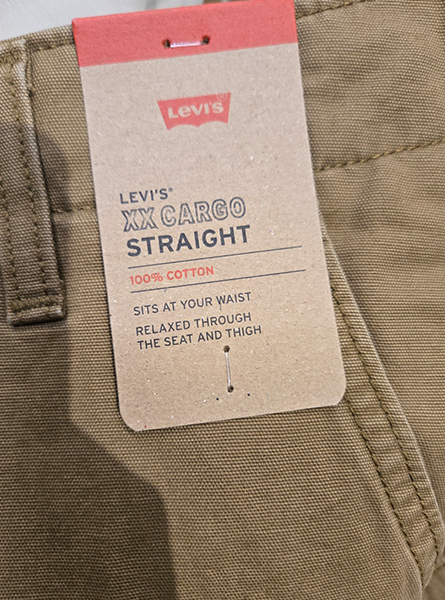 Levi's
LEVI'S®
XX CARGO
STRAIGHT
100% COTTON
SITS AT YOUR WAIST
RELAXED THROUGH
THE SEAT AND THIGH